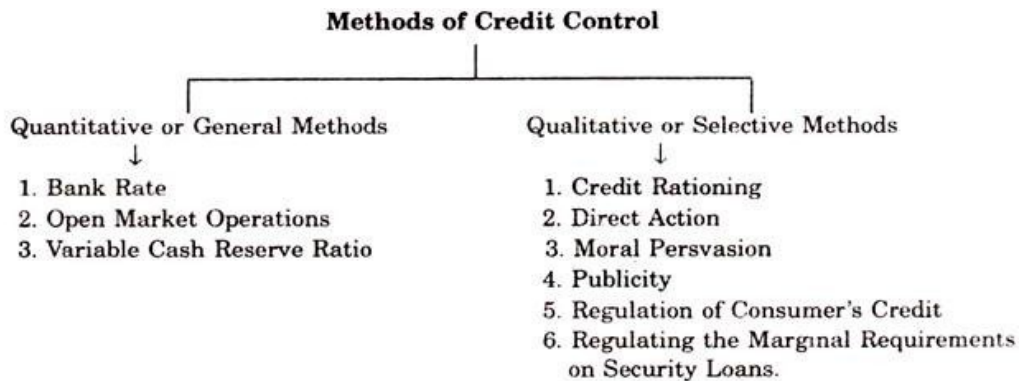 Methods of Credit Control
Quantitative or General Methods
1. Bank Rate
2. Open Market Operations
3. Variable Cash Reserve Ratio
Qualitative or Selective Methods
1. Credit Rationing
2. Direct Action
3. Moral Persvasion
4. Publicity
5. Regulation of Consumer's Credit
6. Regulating the Marginal Requirements
on Security Loans.